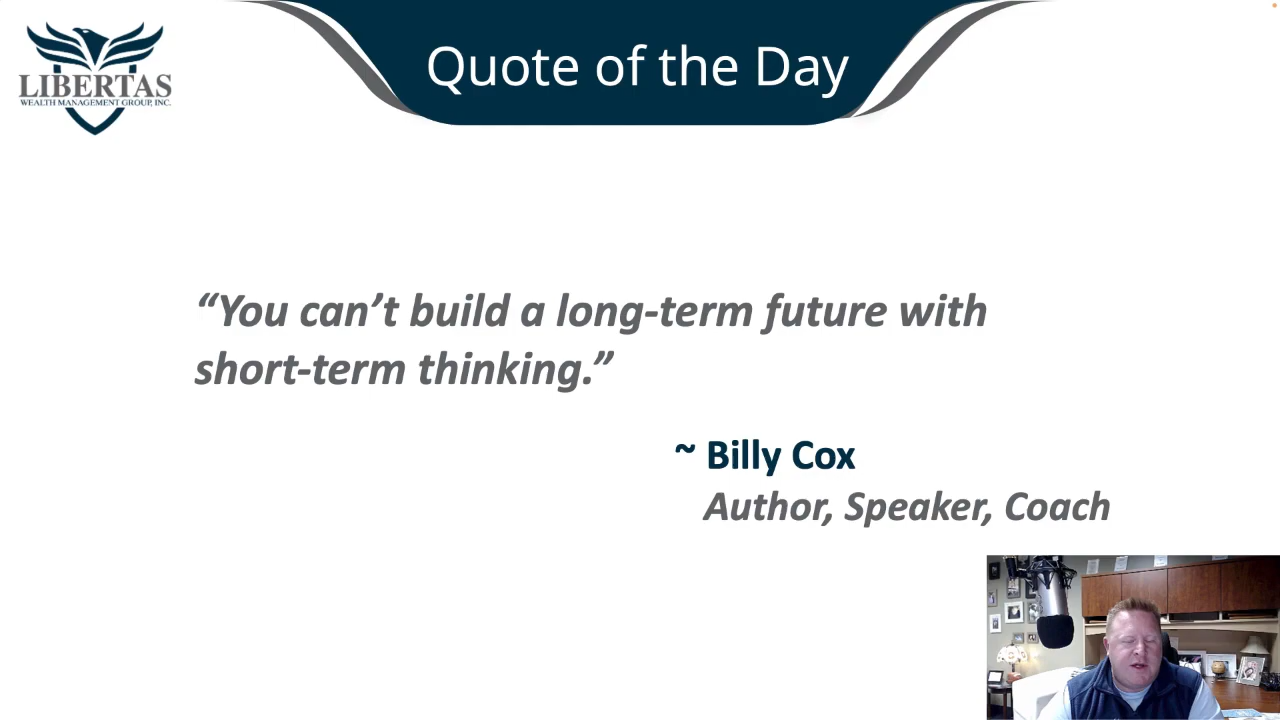 LIBERTAS
WEALTH MANAGEMENT GROUP, INC.
Quote of the Day
“You can’t build a long-term future with
short-term thinking.”
~ Billy Cox
Author, Speaker, Coach